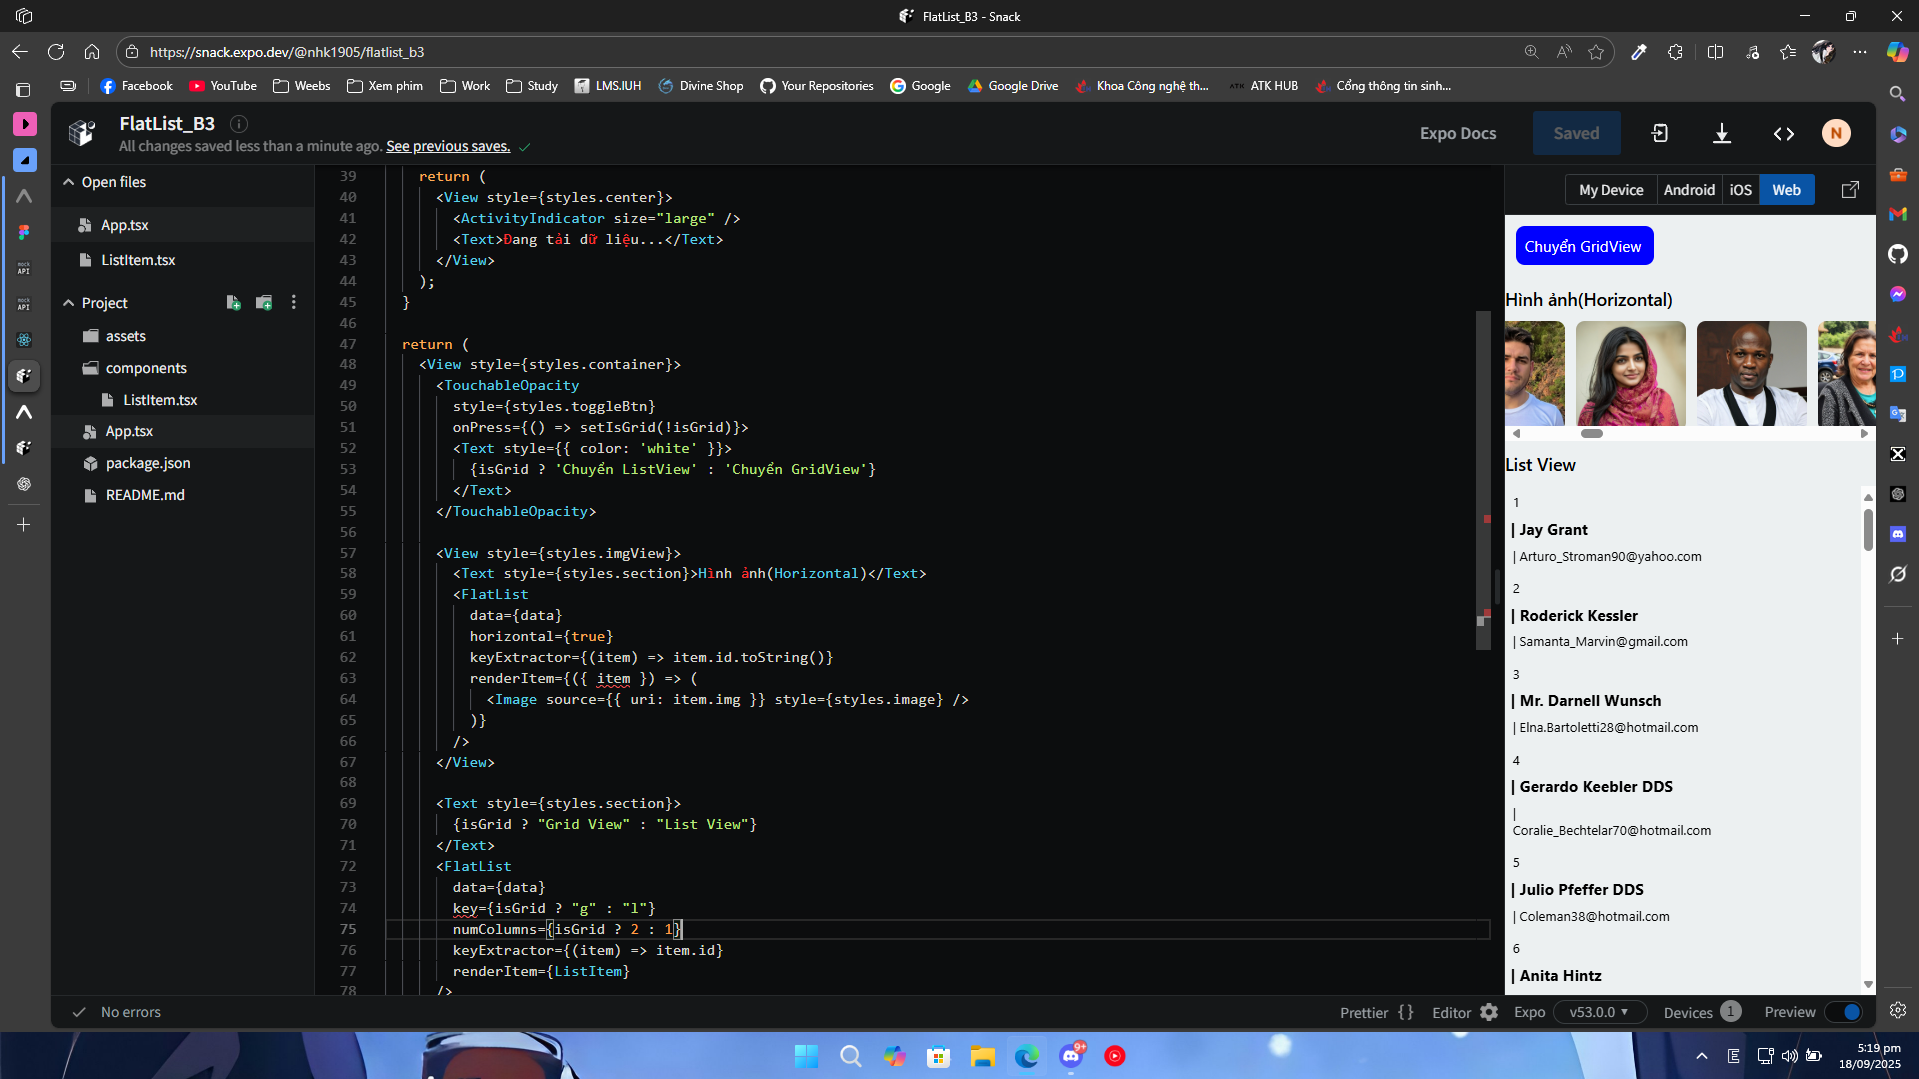 FlatList_B3 - Snack
https://snack.expo.dev/@nhk1905/flatlist_b3
Facebook
YouTube
Weebs
Xem phim
Work
Study
LMS.IUH
Divine Shop
Your Repositories
Google
Google Drive
Khoa Công nghệ th...
ATK HUB
Cổng thông tin sinh...
FlatList_B3
All changes saved less than a minute ago. See previous saves.
Expo Docs
Saved
N
Open files
App.tsx
ListItem.tsx
Project
assets
components
ListItem.tsx
App.tsx
package.json
README.md
39 return (
40 <View style={styles.center}>
41 <ActivityIndicator size="large" />
42 <Text>Đang tải dữ liệu...</Text>
43 </View>
44 );
45 }
46
47 return (
48 <View style={styles.container}>
49 <TouchableOpacity
50 style={styles.toggleBtn}
51 onPress={() => setIsGrid(!isGrid)}>
52 <Text style={{ color: 'white' }}>
53 {isGrid ? 'Chuyển ListView' : 'Chuyển GridView'}
54 </Text>
55 </TouchableOpacity>
56
57 <View style={styles.imgView}>
58 <Text style={styles.section}>Hình ảnh(Horizontal)</Text>
59 <FlatList
60 data={data}
61 horizontal={true}
62 keyExtractor={(item) => item.id.toString()}
63 renderItem={({ item }) => (
64 <Image source={{ uri: item.img }} style={styles.image} />
65 )}
66 />
67 </View>
68
69 <Text style={styles.section}>
70 {isGrid ? "Grid View" : "List View"}
71 </Text>
72 <FlatList
73 data={data}
74 key={isGrid ? "g" : "l"}
75 numColumns={isGrid ? 2 : 1}
76 keyExtractor={(item) => item.id}
77 renderItem={ListItem}
78 />
My Device
Android
iOS
Web
Chuyển GridView
Hình ảnh(Horizontal)
List View
1
| Jay Grant
| Arturo_Stroman90@yahoo.com
2
| Roderick Kessler
| Samanta_Marvin@gmail.com
3
| Mr. Darnell Wunsch
| Elna.Bartoletti28@hotmail.com
4
| Gerardo Keebler DDS
|
Coralie_Bechtelar70@hotmail.com
5
| Julio Pfeffer DDS
| Coleman38@hotmail.com
6
| Anita Hintz
No errors
Prettier { }
Editor
Expo
v53.0.0
Devices 1
Preview
9+
E
5:19 pm
18/09/2025